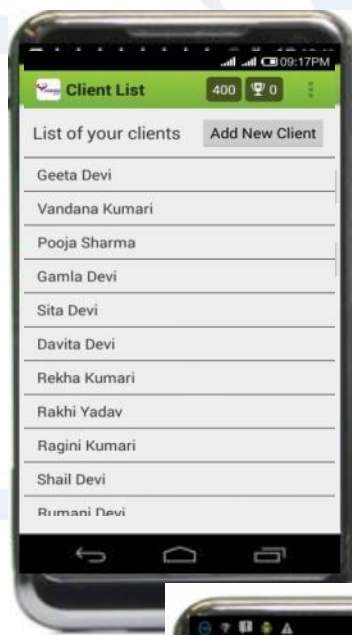 09:17PM
Client List 400 0
List of your clients Add New Client
Geeta Devi
Vandana Kumari
Pooja Sharma
Gamla Devi
Sita Devi
Davita Devi
Rekha Kumari
Rakhi Yadav
Ragini Kumari
Shail Devi
Rumani Devi